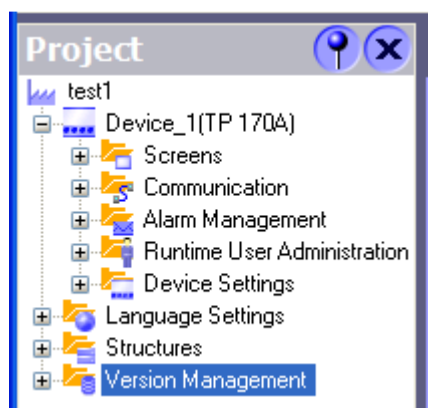 Project
test1
Device_1(TP 170A)
Screens
Communication
Alarm Management
Runtime User Administration
Device Settings
Language Settings
Structures
Version Management